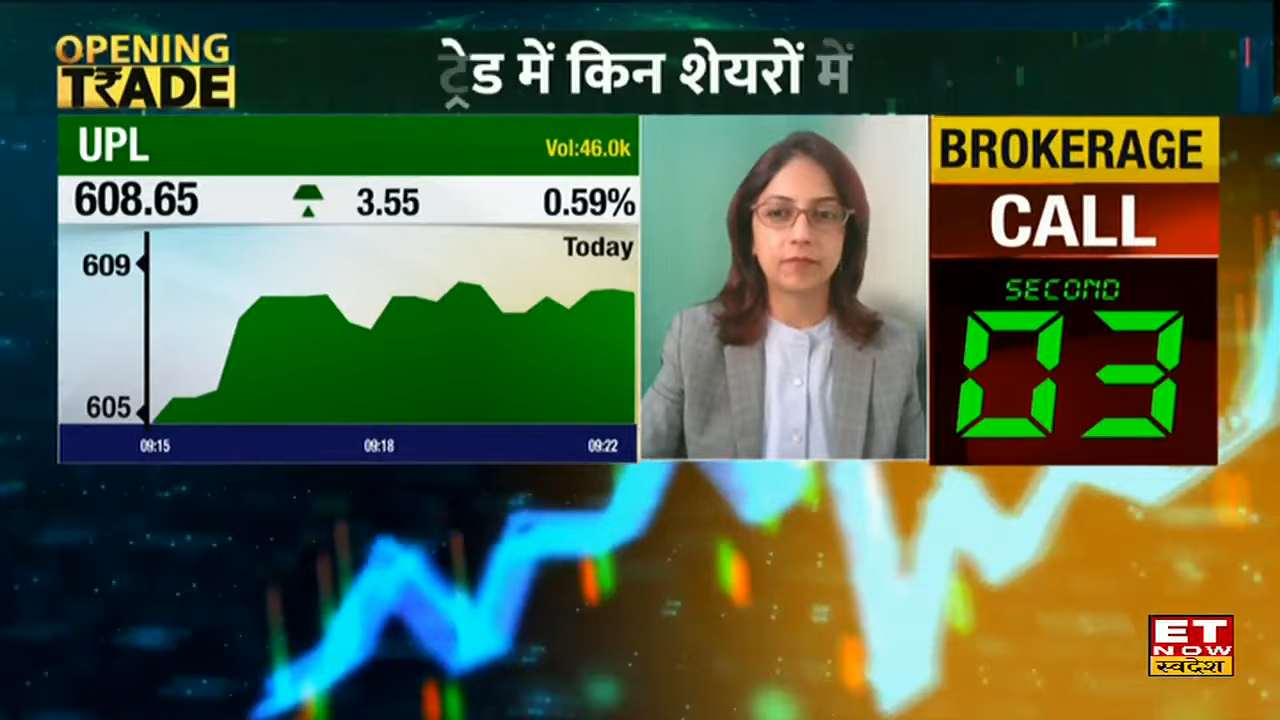 OPENING
TRADE
ट्रेड में किन शेयरों में
UPL
Vol:46.0k
608.65 3.55 0.59%
Today
609
605
09:15 09:18 09:22
BROKERAGE
CALL
SECOND
03
ET
NOW
स्वदेश